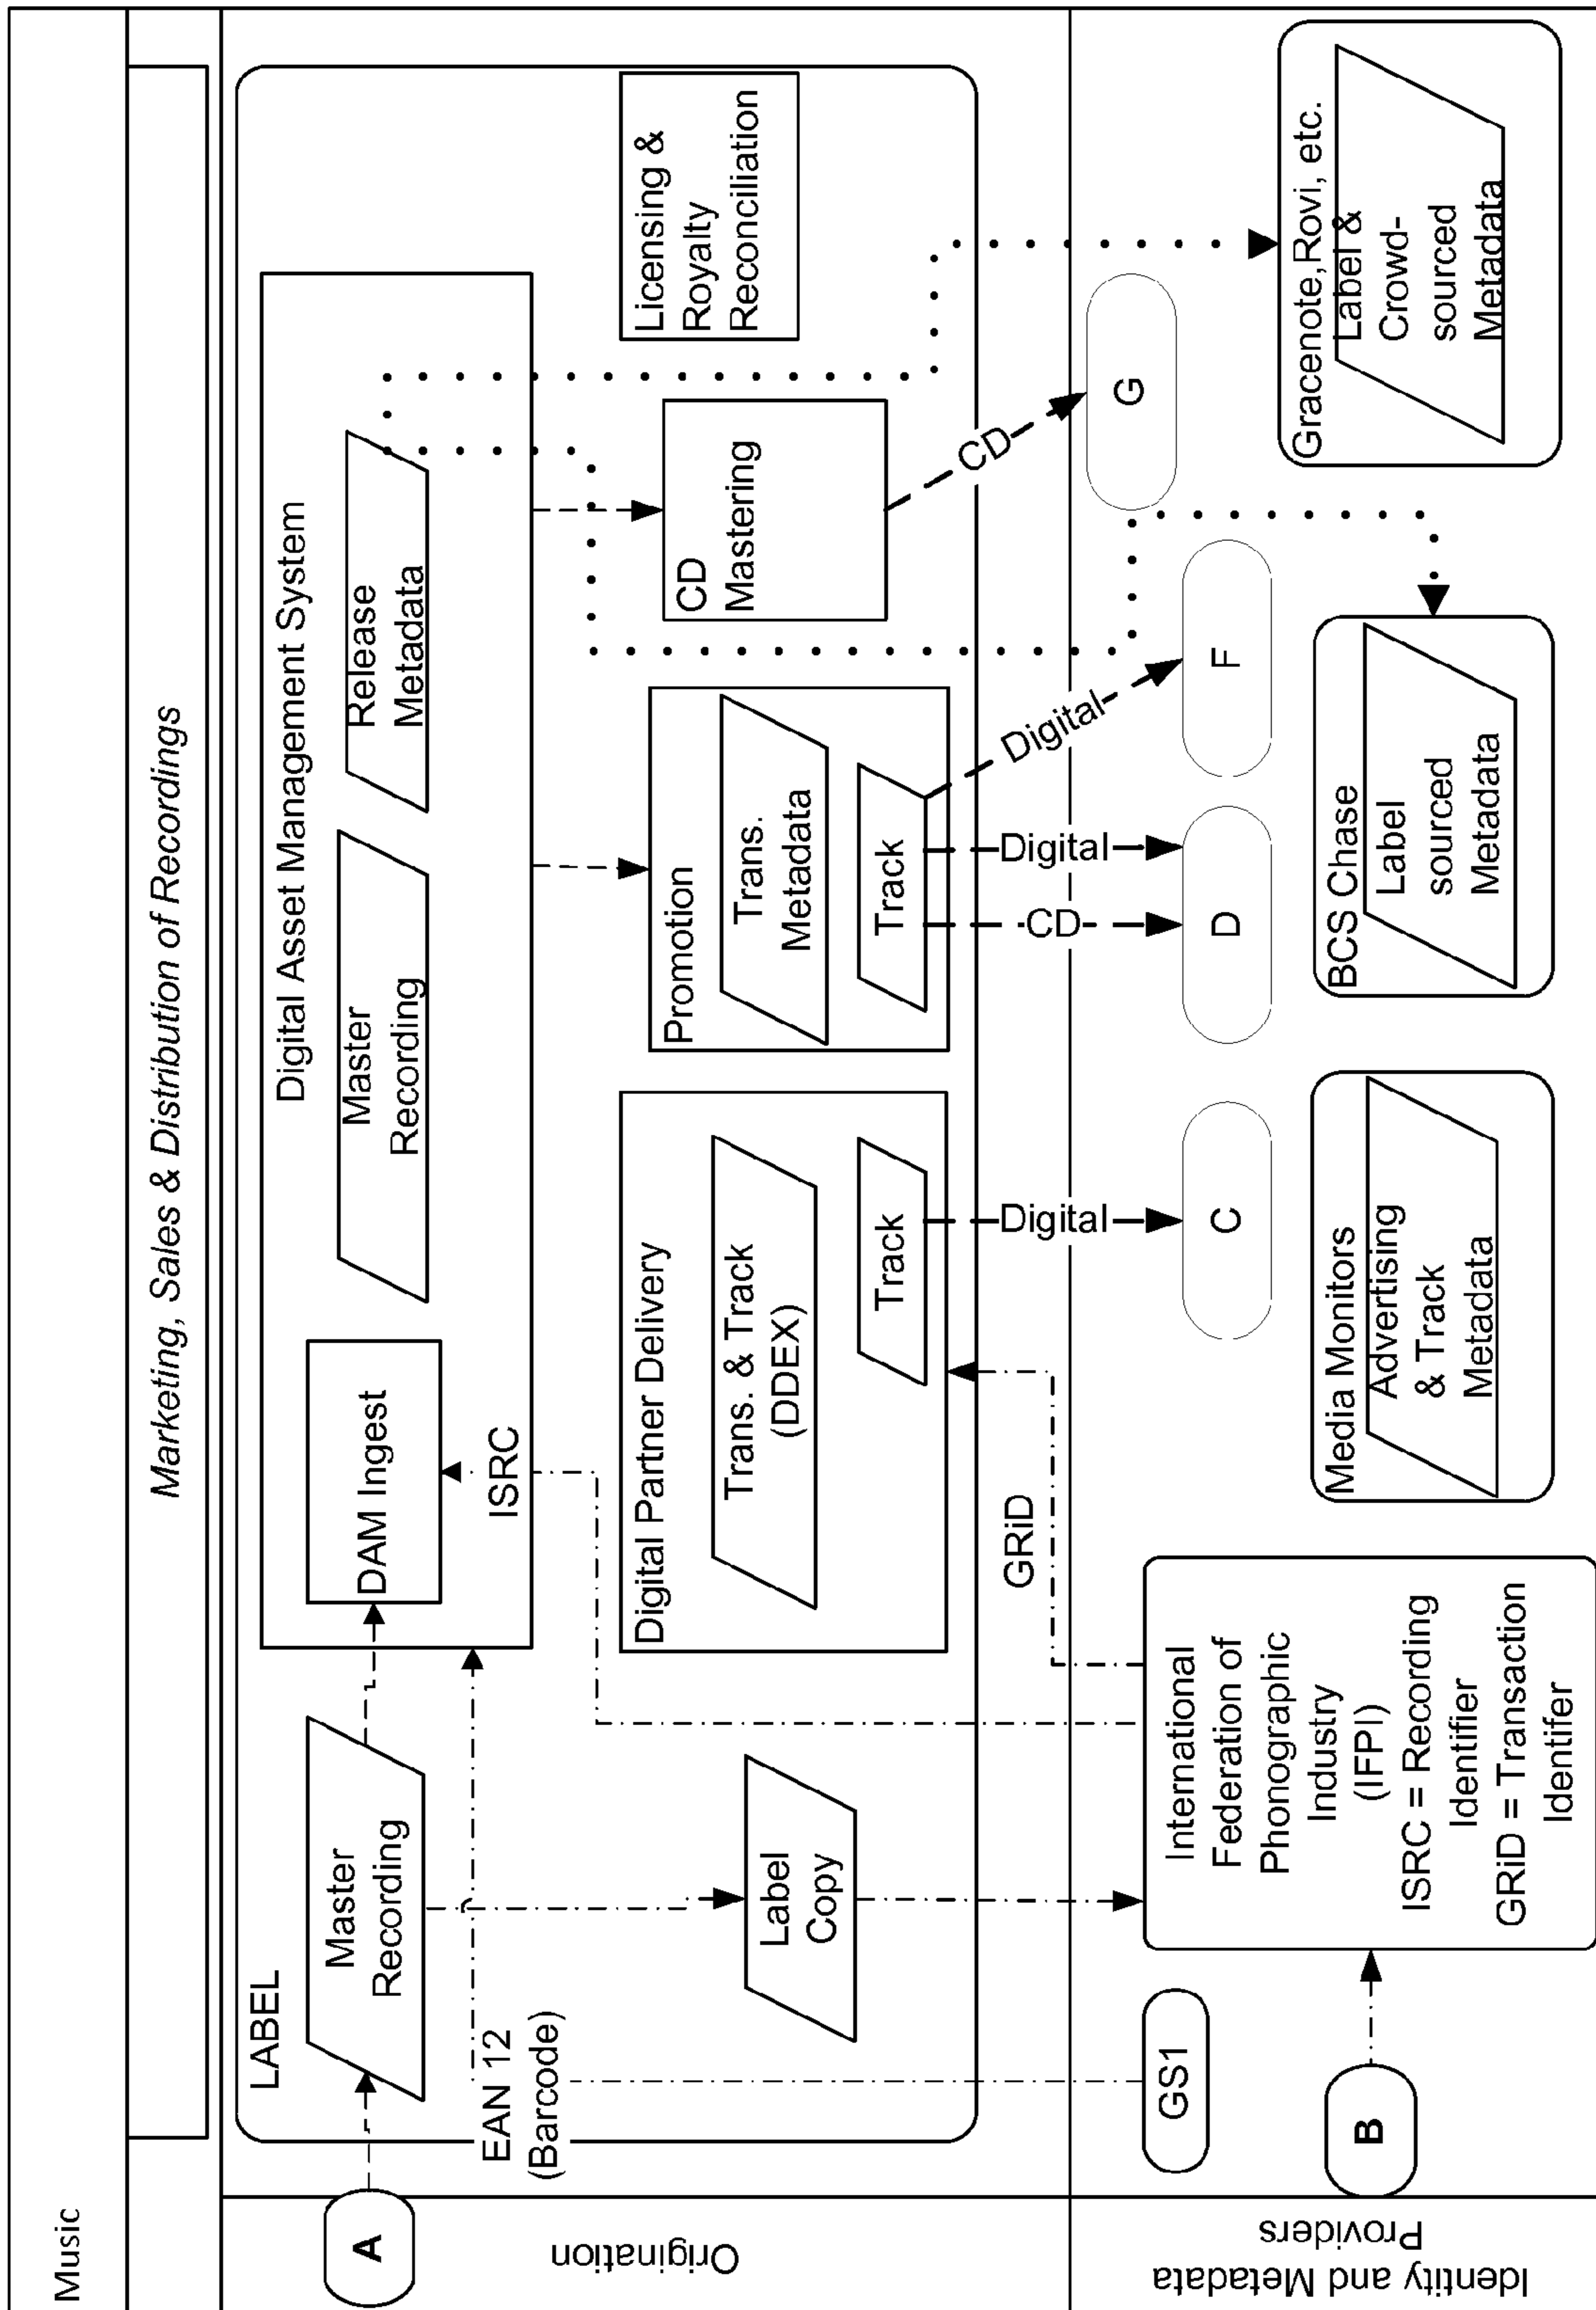 Music
Marketing, Sales & Distribution of Recordings
Origination
A
LABEL
Master
Recording
EAN 12
(Barcode)
Label
Copy
Digital Asset Management System
DAM Ingest
ISRC
Master
Recording
Release
Metadata
Digital Partner Delivery
Trans. & Track
(DDEX)
Track
Promotion
Trans.
Metadata
Track
CD
Mastering
Licensing &
Royalty
Reconciliation
GRiD
Digital
CD
Digital
Digital
CD
Identity and Metadata
Providers
GS1
B
International
Federation of
Phonographic
Industry
(IFPI)
ISRC = Recording
Identifier
GRiD = Transaction
Identifer
C
D
F
G
Media Monitors
Advertising
& Track
Metadata
BCS Chase
Label
sourced
Metadata
Gracenote,Rovi, etc.
Label &
Crowd-
sourced
Metadata